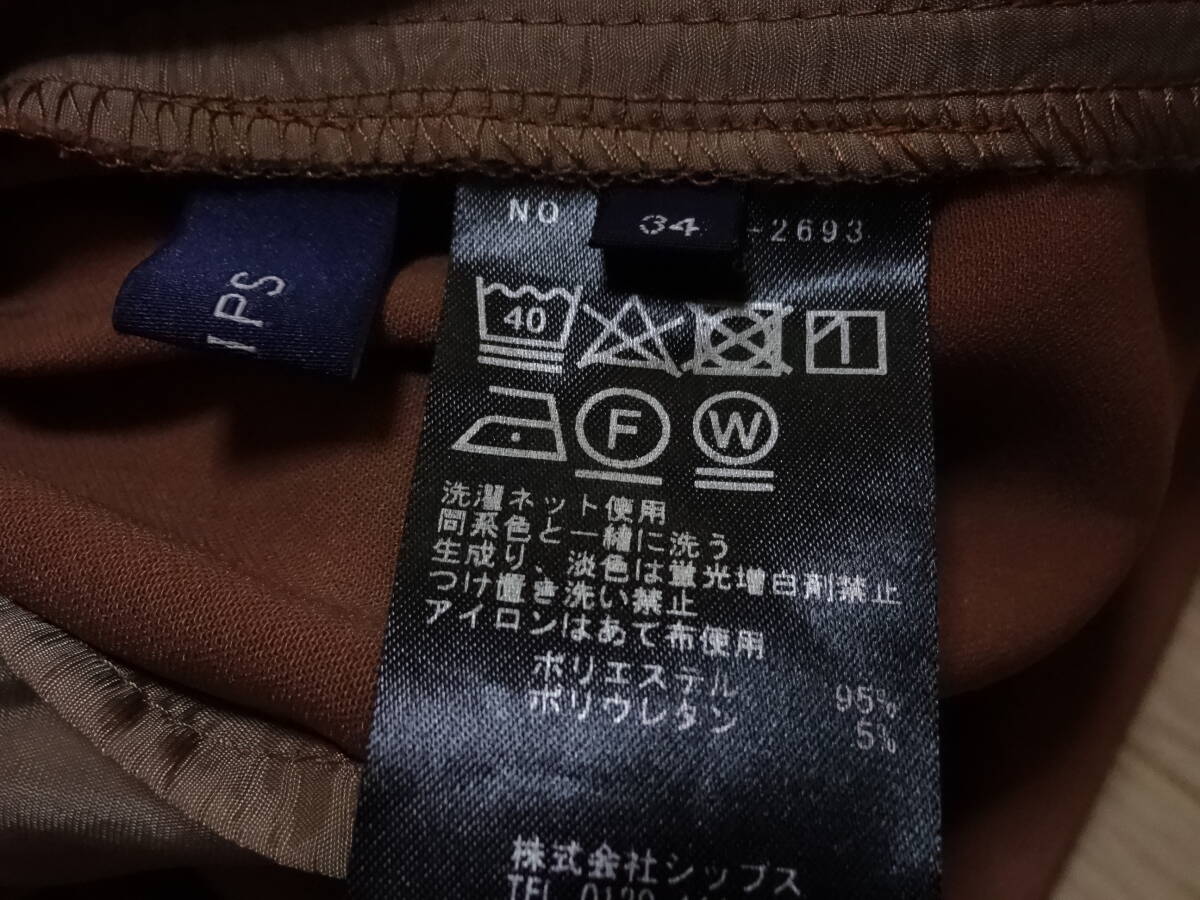 NO 34 -2693
IPS
40
F W
洗濯ネット使用
同系色と一緒に洗う
生成り、淡色は蛍光増白剤禁止
つけ置き洗い禁止
アイロンはあて布使用
ポリエステル 95%
ポリウレタン 5%
株式会社シップス
TEL 0120